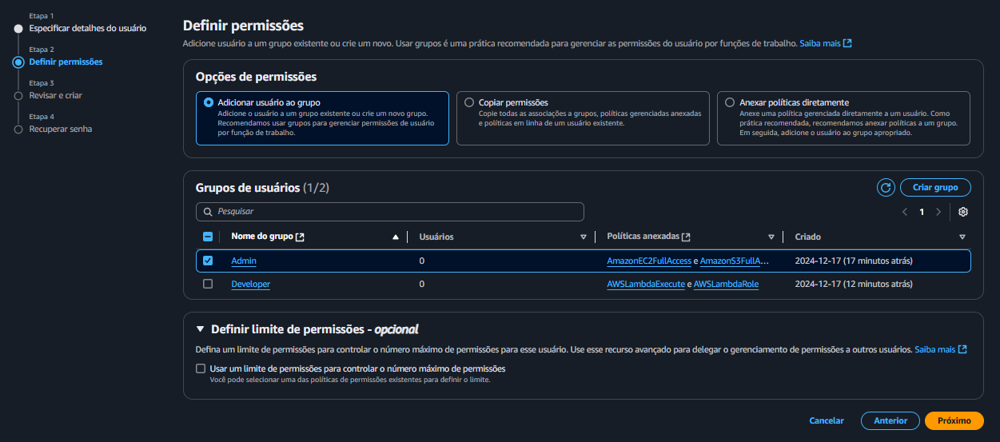 Etapa 1
Especificar detalhes do usuário
Etapa 2
Definir permissões
Etapa 3
Revisar e criar
Etapa 4
Recuperar senha
Definir permissões
Adicione usuário a um grupo existente ou crie um novo. Usar grupos é uma prática recomendada para gerenciar as permissões do usuário por funções de trabalho. Saiba mais
Opções de permissões
Adicionar usuário ao grupo
Adicione o usuário a um grupo existente ou crie um novo grupo.
Recomendamos usar grupos para gerenciar permissões de usuário
por função de trabalho.
Copiar permissões
Copie todas as associações a grupos, políticas gerenciadas anexadas
e políticas em linha de um usuário existente.
Anexar políticas diretamente
Anexe uma política gerenciada diretamente a um usuário. Como
prática recomendada, recomendamos anexar políticas a um grupo.
Em seguida, adicione o usuário ao grupo apropriado.
Grupos de usuários (1/2)
Criar grupo
Pesquisar
1
Nome do grupo Usuários Políticas anexadas Criado
Admin 0 AmazonEC2FullAccess e AmazonS3FullA... 2024-12-17 (17 minutos atrás)
Developer 0 AWSLambdaExecute e AWSLambdaRole 2024-12-17 (12 minutos atrás)
Definir limite de permissões - opcional
Defina um limite de permissões para controlar o número máximo de permissões para esse usuário. Use esse recurso avançado para delegar o gerenciamento de permissões a outros usuários. Saiba mais
Usar um limite de permissões para controlar o número máximo de permissões
Você pode selecionar uma das políticas de permissões existentes para definir o limite.
Cancelar Anterior Próximo